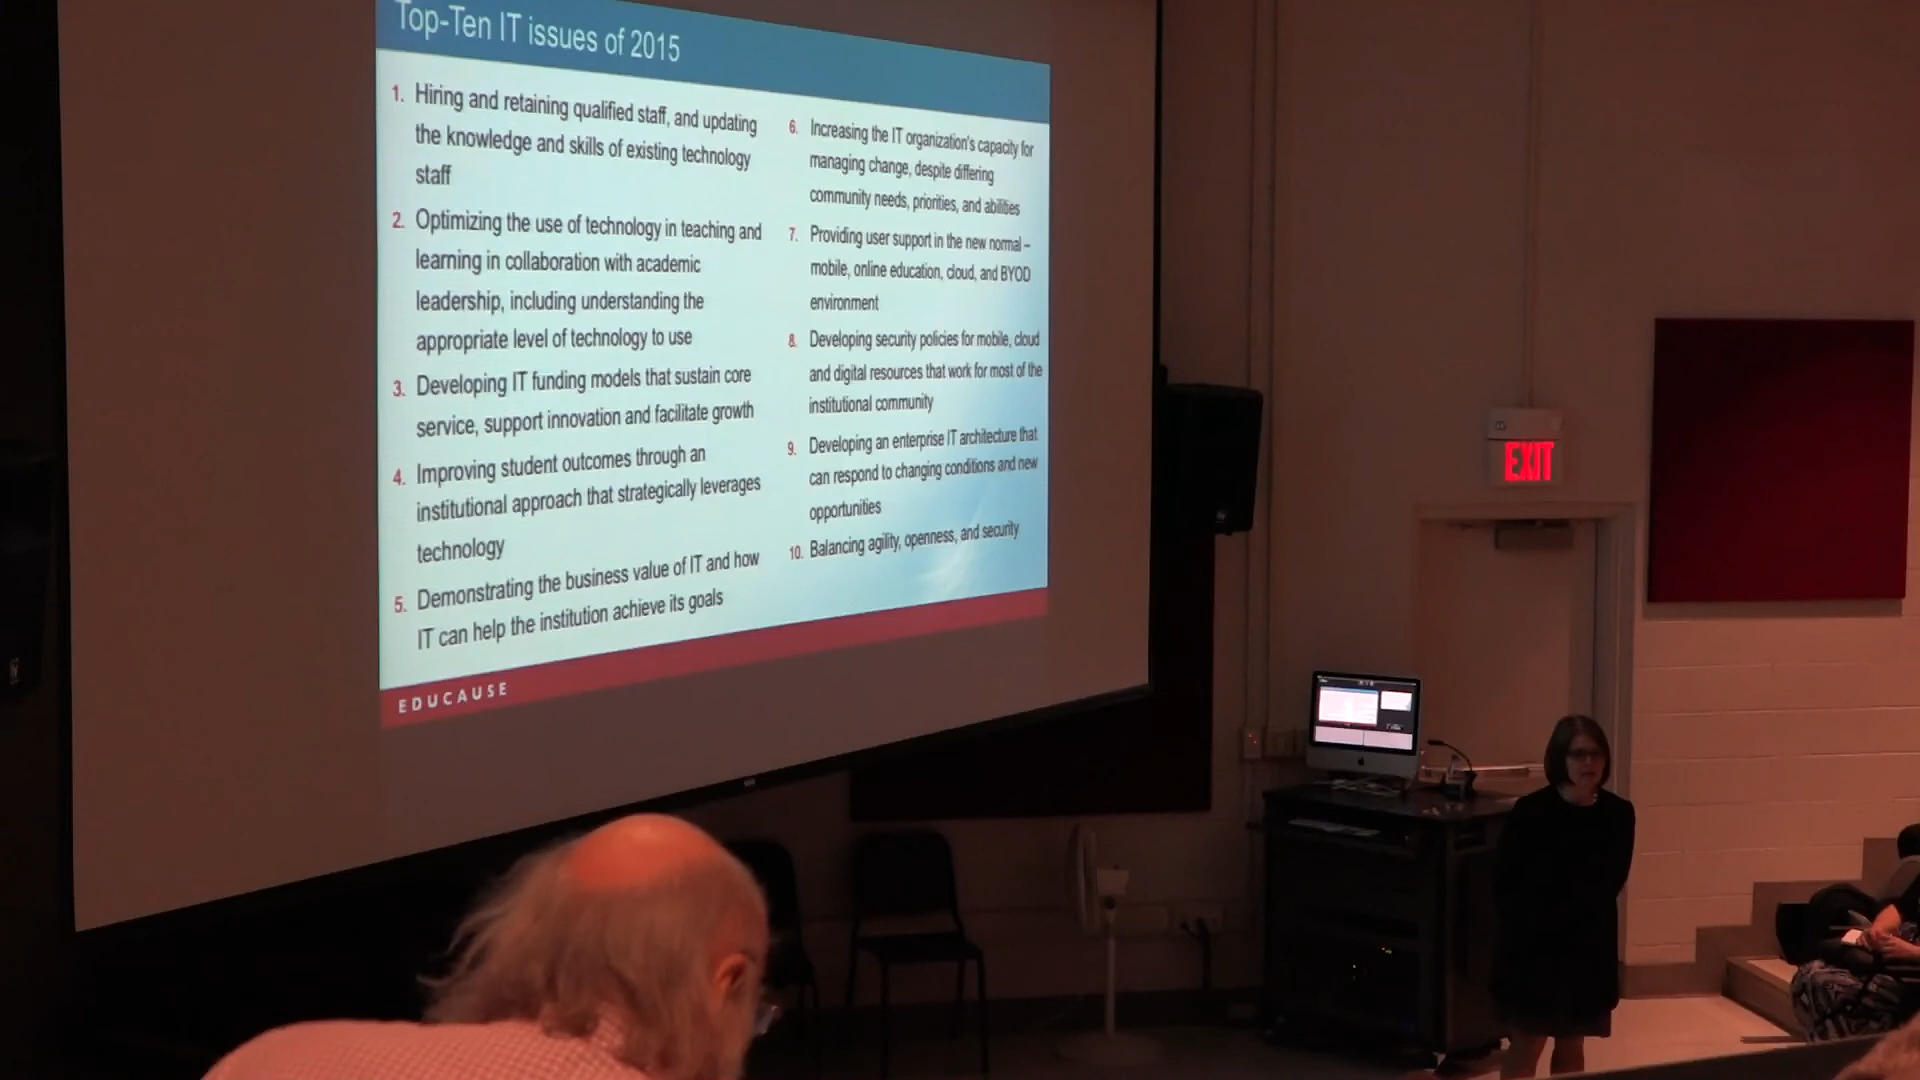 Top-Ten IT issues of 2015
1. Hiring and retaining qualified staff, and updating
the knowledge and skills of existing technology
staff
2. Optimizing the use of technology in teaching and
learning in collaboration with academic
leadership, including understanding the
appropriate level of technology to use
3. Developing IT funding models that sustain core
service, support innovation and facilitate growth
4. Improving student outcomes through an
institutional approach that strategically leverages
technology
5. Demonstrating the business value of IT and how
IT can help the institution achieve its goals
6. Increasing the IT organization's capacity for
managing change, despite differing
community needs, priorities, and abilities
7. Providing user support in the new normal –
mobile, online education, cloud, and BYOD
environment
8. Developing security policies for mobile, cloud
and digital resources that work for most of the
institutional community
9. Developing an enterprise IT architecture that
can respond to changing conditions and new
opportunities
10. Balancing agility, openness, and security
EDUCAUSE
EXIT